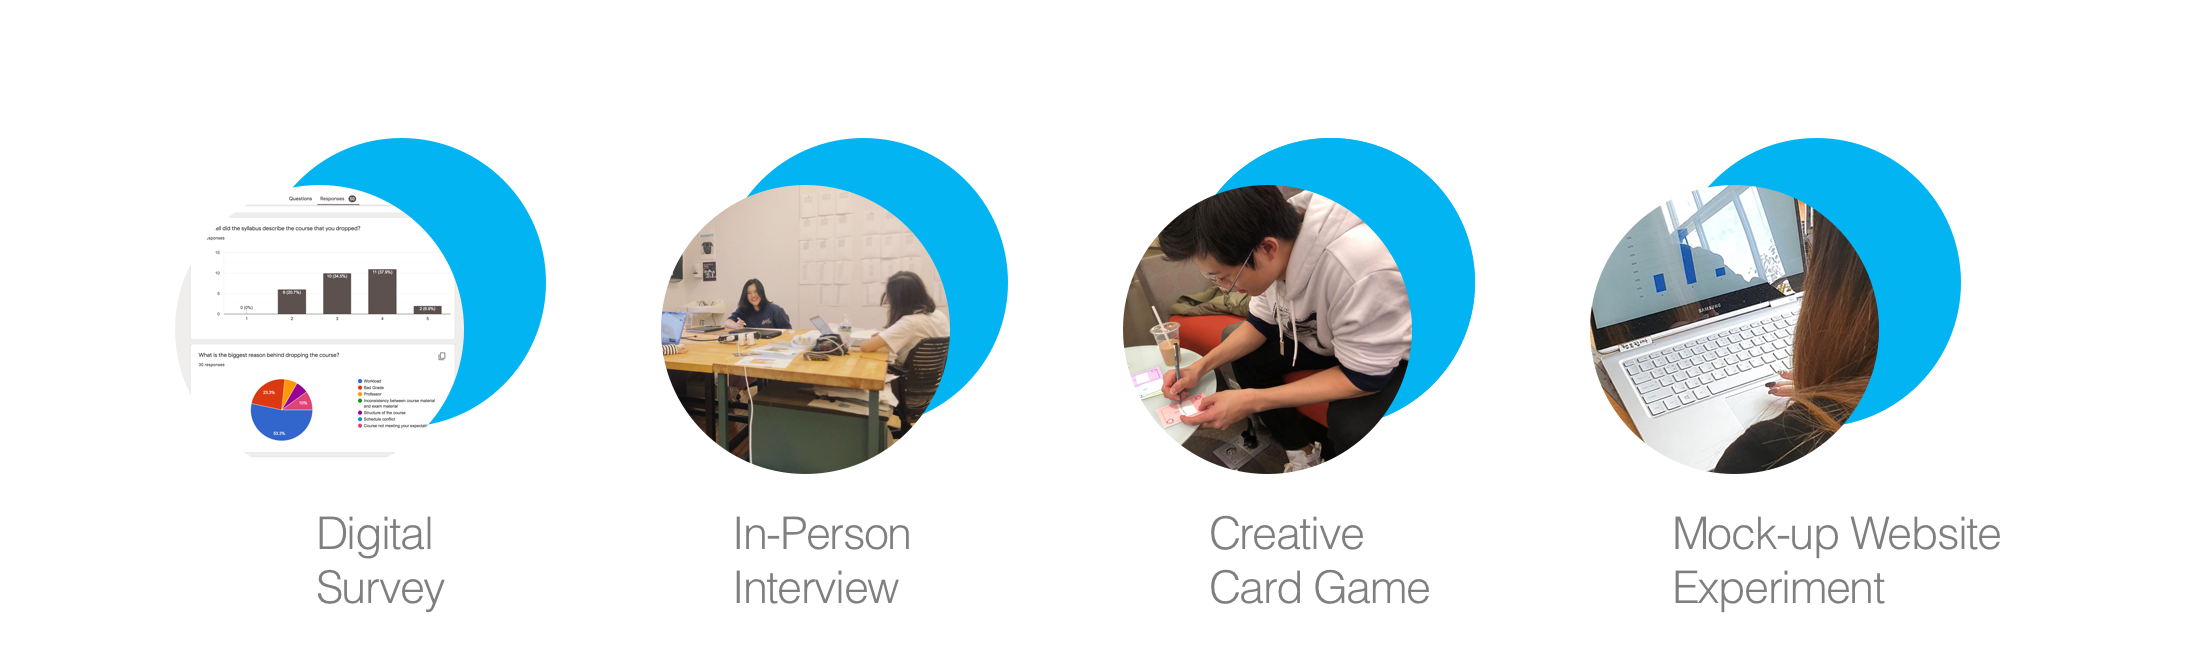 Questions Responses 30
ell did the syllabus describe the course that you dropped?
sponses
15
10
5
0
0 (0%)
6 (20.7%)
10 (34.5%)
11 (37.9%)
2 (6.9%)
1 2 3 4 5
What is the biggest reason behind dropping the course?
30 responses
53.3%
23.3%
10%
Workload
Bad Grade
Professor
Inconsistency between course material
and exam material
Structure of the course
Schedule conflict
Course not meeting your expectat
SAMSUNG
Digital
Survey
In-Person
Interview
Creative
Card Game
Mock-up Website
Experiment